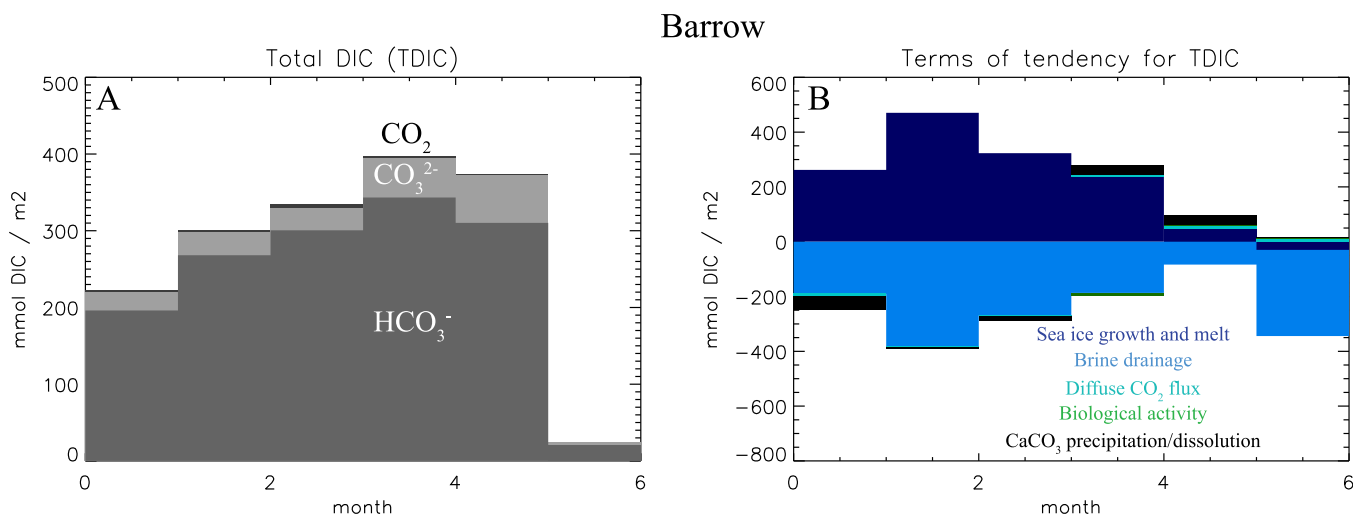 Barrow
Total DIC (TDIC)
A
500
400
300
200
100
0
mmol DIC / m2
CO₂
CO₃²⁻
HCO₃⁻
0
2
4
6
month
Terms of tendency for TDIC
B
600
400
200
0
−200
−400
−600
−800
mmol DIC / m2
Sea ice growth and melt
Brine drainage
Diffuse CO₂ flux
Biological activity
CaCO₃ precipitation/dissolution
0
2
4
6
month